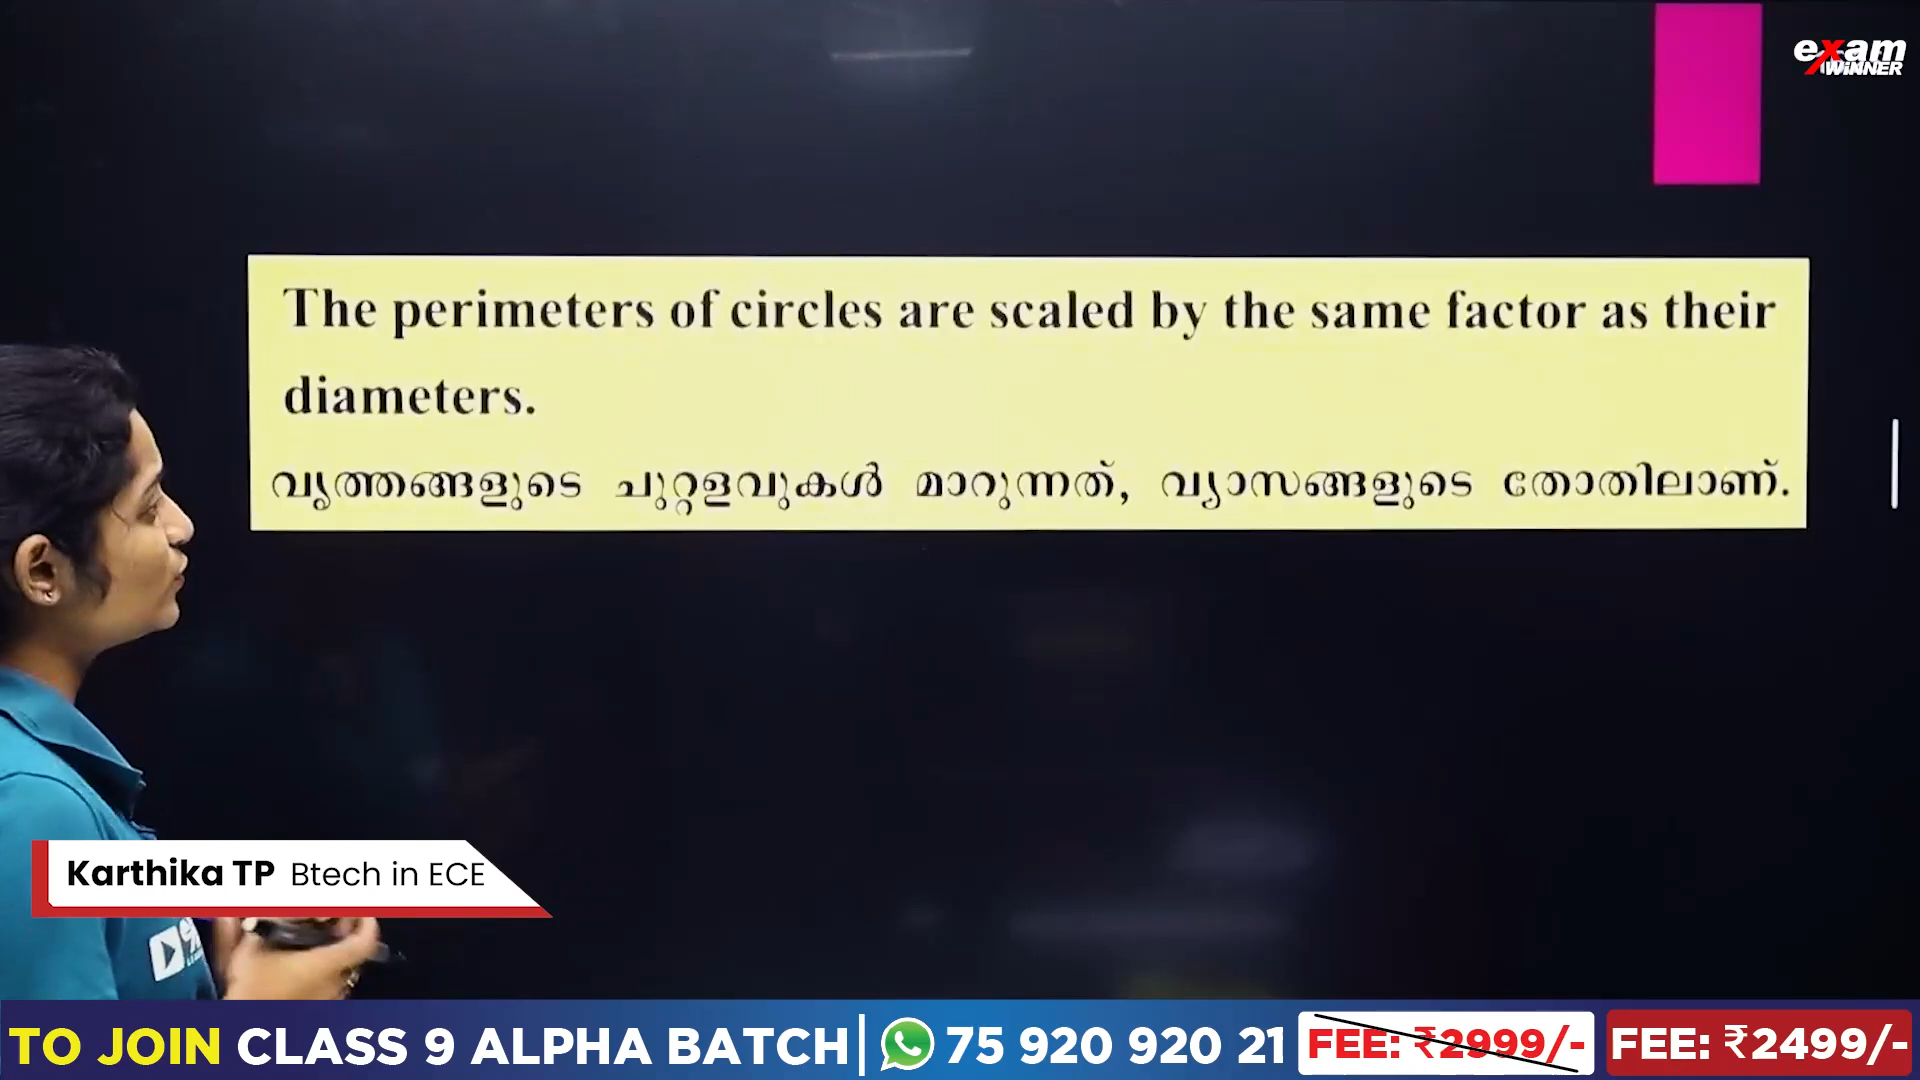 exam
WINNER
The perimeters of circles are scaled by the same factor as their
diameters.
വൃത്തങ്ങളുടെ ചുറ്റളവുകൾ മാറുന്നത്, വ്യാസങ്ങളുടെ തോതിലാണ്.
Karthika TP Btech in ECE
TO JOIN CLASS 9 ALPHA BATCH 75 920 920 21 FEE: ₹2999/- FEE: ₹2499/-